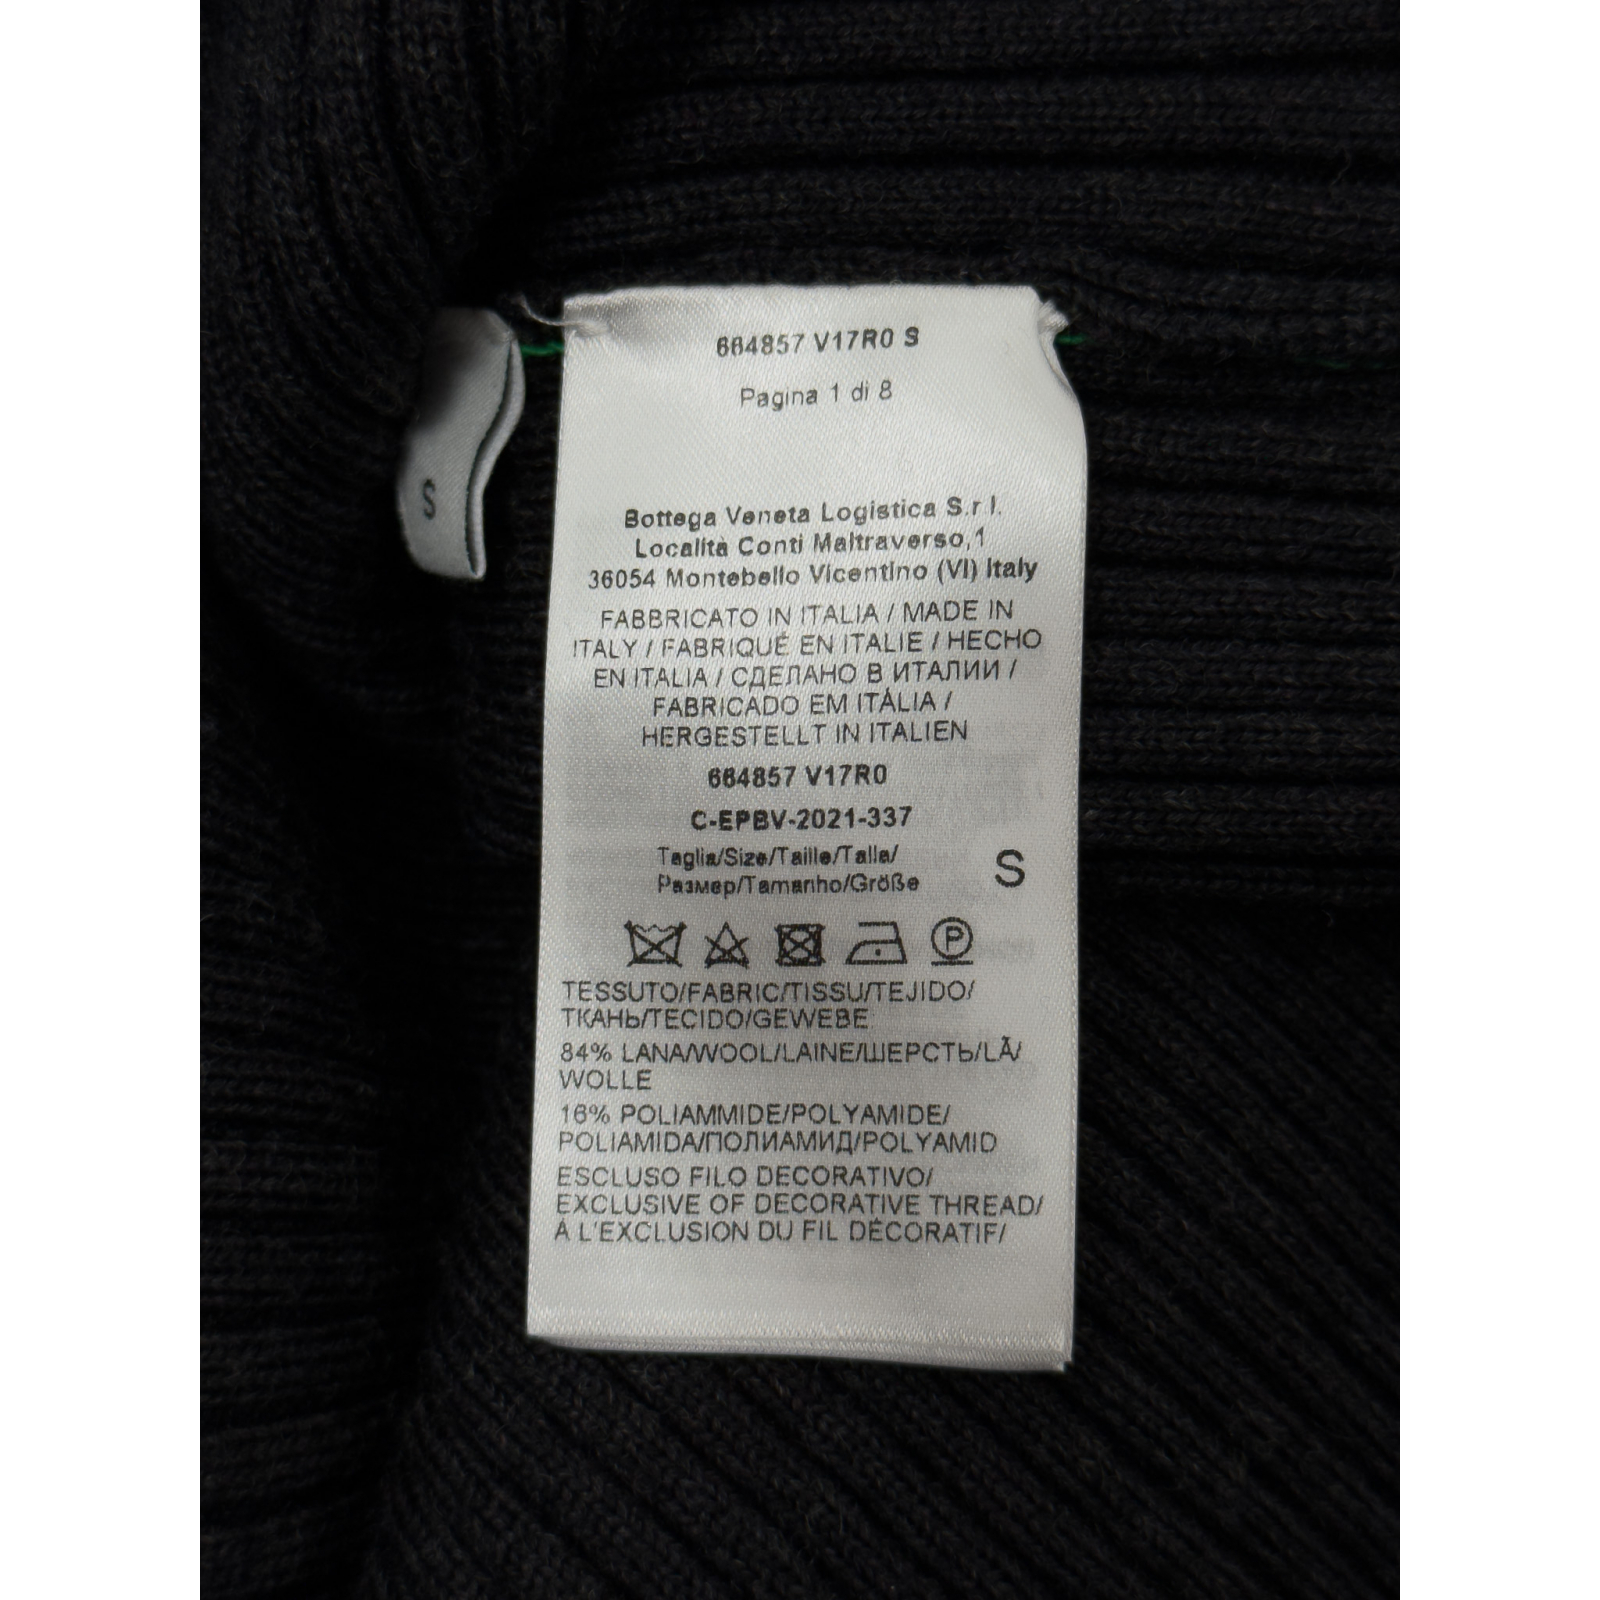 664857 V17R0 S
Pagina 1 di 8
S
Bottega Veneta Logistica S.r.l.
Località Conti Maltraverso,1
36054 Montebello Vicentino (VI) Italy
FABBRICATO IN ITALIA / MADE IN
ITALY / FABRIQUÉ EN ITALIE / HECHO
EN ITALIA / СДЕЛАНО В ИТАЛИИ /
FABRICADO EM ITÁLIA /
HERGESTELLT IN ITALIEN
664857 V17R0
C-EPBV-2021-337
Taglia/Size/Taille/Talla/
Размер/Tamanho/Größe
S
P
TESSUTO/FABRIC/TISSU/TEJIDO/
ТКАНЬ/TECIDO/GEWEBE
84% LANA/WOOL/LAINE/ШЕРСТЬ/LÃ/
WOLLE
16% POLIAMMIDE/POLYAMIDE/
POLIAMIDA/ПОЛИАМИД/POLYAMID
ESCLUSO FILO DECORATIVO/
EXCLUSIVE OF DECORATIVE THREAD/
À L'EXCLUSION DU FIL DÉCORATIF/